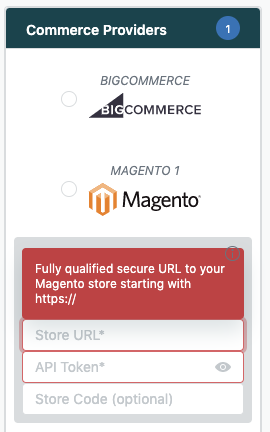 Commerce Providers
1
BIGCOMMERCE
BIGCOMMERCE
MAGENTO 1
Magento
Fully qualified secure URL to your
Magento store starting with
https://
Store URL*
API Token*
Store Code (optional)